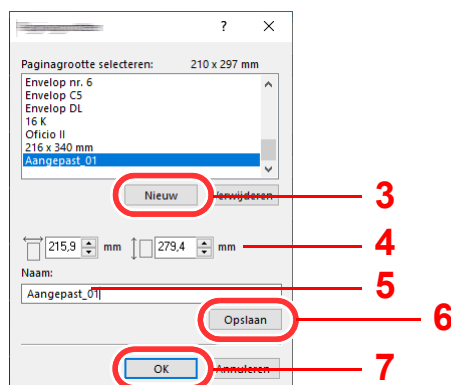 ? ×
Paginagrootte selecteren: 210 x 297 mm
Envelop nr. 6
Envelop C5
Envelop DL
16 K
Oficio II
216 x 340 mm
Aangepast_01
Nieuw Verwijderen 3
215,9 mm 279,4 mm 4
Naam:
Aangepast_01 5
Opslaan 6
OK Annuleren 7